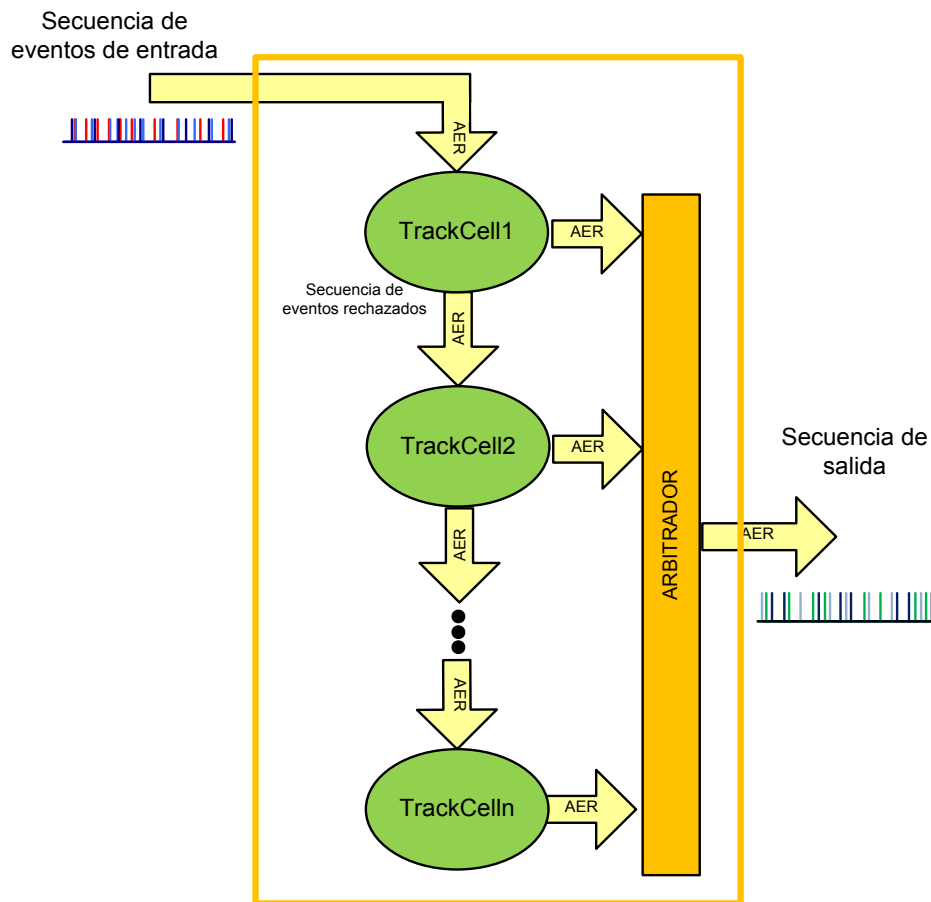 Secuencia de
eventos de entrada
AER
TrackCell1
AER
Secuencia de
eventos rechazados
AER
TrackCell2
AER
Secuencia de
salida
ARBITRADOR
AER
AER
AER
TrackCelln
AER